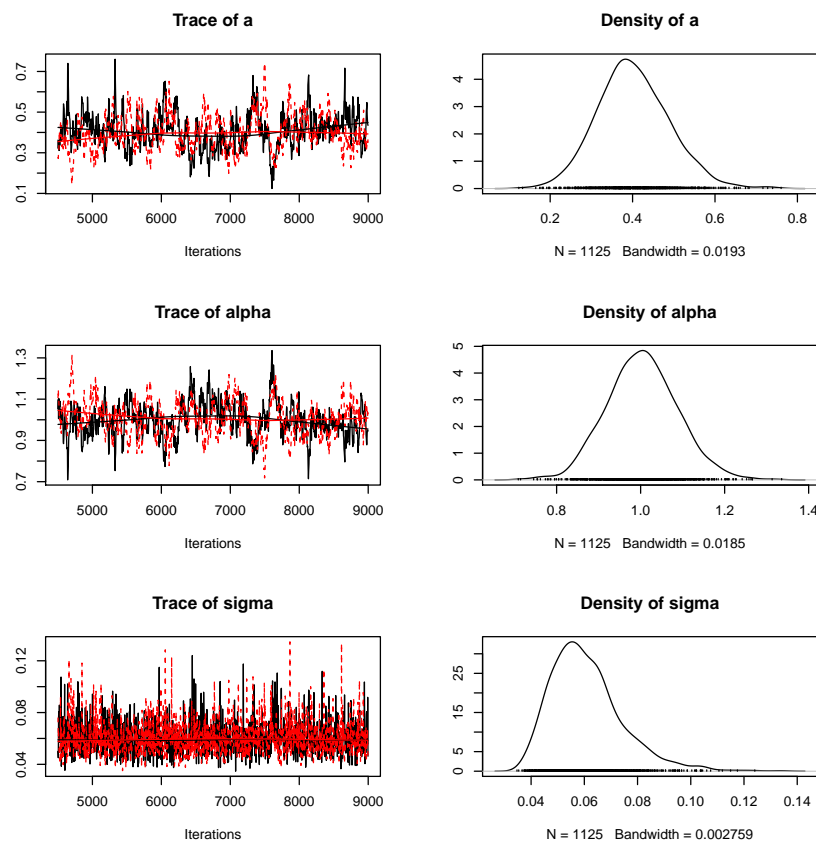 Trace of a
0.1 0.3 0.5 0.7
5000 6000 7000 8000 9000
Iterations
Density of a
0 1 2 3 4
0.2 0.4 0.6 0.8
N = 1125 Bandwidth = 0.0193
Trace of alpha
0.7 0.9 1.1 1.3
5000 6000 7000 8000 9000
Iterations
Density of alpha
0 1 2 3 4 5
0.8 1.0 1.2 1.4
N = 1125 Bandwidth = 0.0185
Trace of sigma
0.04 0.08 0.12
5000 6000 7000 8000 9000
Iterations
Density of sigma
0 5 15 25
0.04 0.06 0.08 0.10 0.12 0.14
N = 1125 Bandwidth = 0.002759